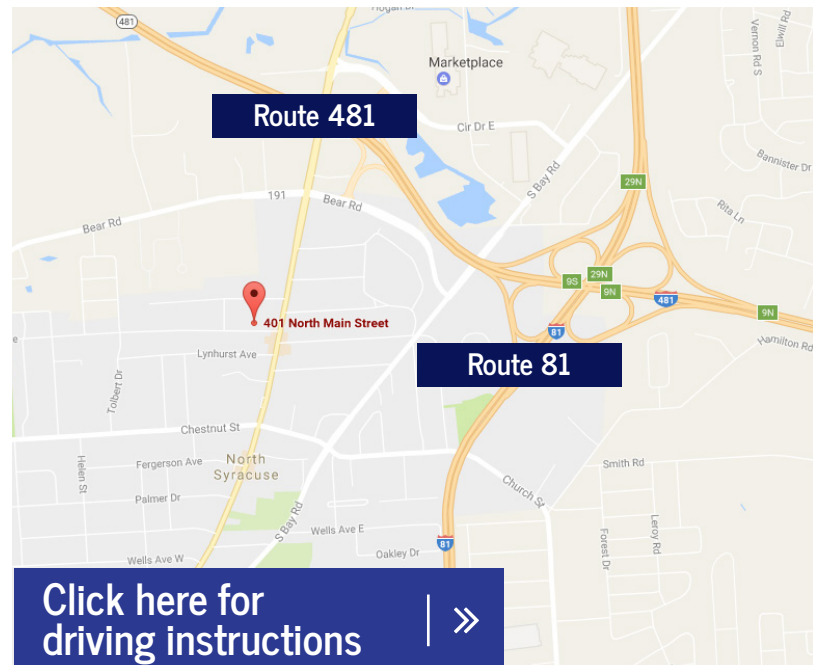 Hogan Dr
481
Marketplace
Elwill Rd
Vernon Rd S
Route 481
Cir Dr E
Bannister Dr
S Bay Rd
29N
191
Bear Rd
Bear Rd
Rita Ln
29N
9S
9N
481
9N
401 North Main Street
81
Hamilton Rd
Lynhurst Ave
Route 81
Tolbert Dr
Chestnut St
Helen St
Fergerson Ave
North
Syracuse
Smith Rd
Church St
Palmer Dr
S Bay Rd
Wells Ave E
Forest Dr
Leroy Rd
81
Oakley Dr
Wells Ave W
Click here for
driving instructions